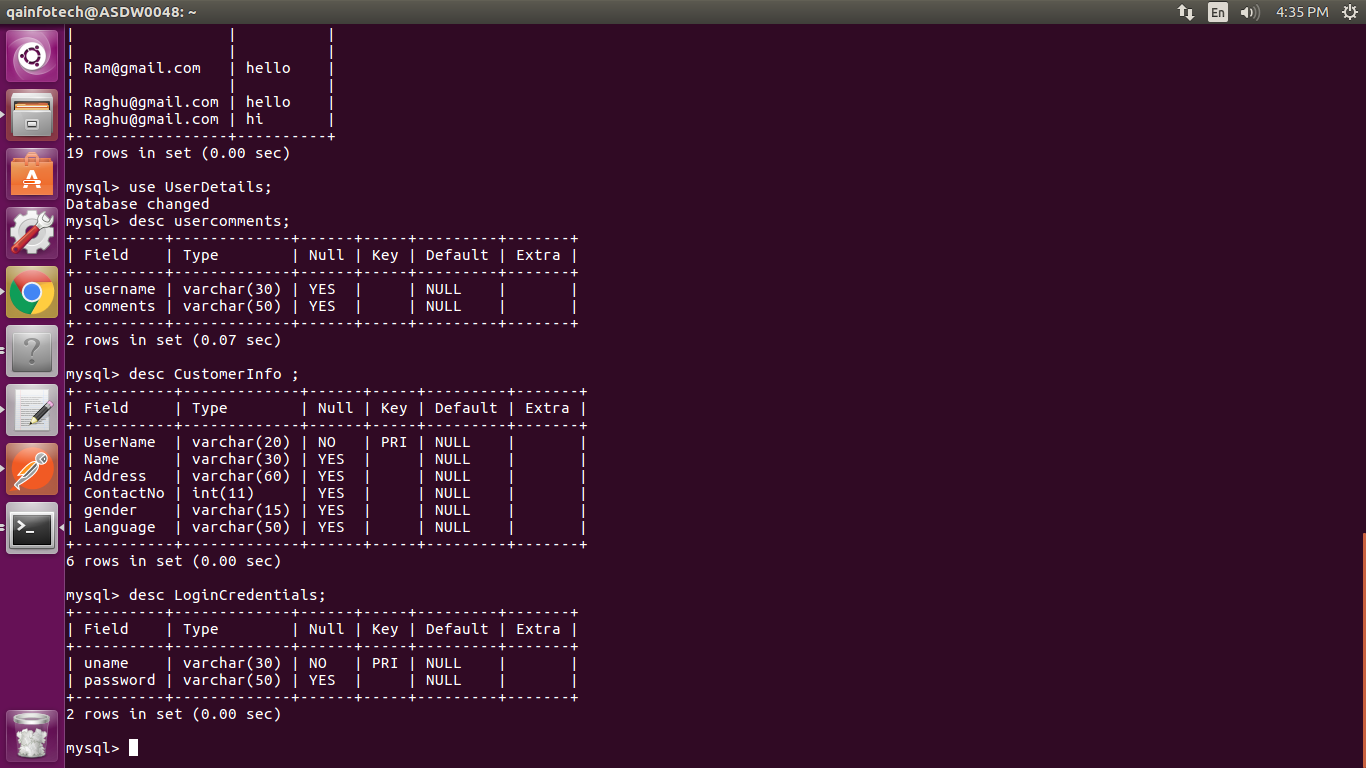 qainfotech@ASDW0048: ~ En 4:35 PM
|                 |          |
|                 |          |
| Ram@gmail.com   | hello    |
|                 |          |
| Raghu@gmail.com | hello    |
| Raghu@gmail.com | hi       |
+-----------------+----------+
19 rows in set (0.00 sec)
mysql> use UserDetails;
Database changed
mysql> desc usercomments;
+----------+-------------+------+-----+---------+-------+
| Field    | Type        | Null | Key | Default | Extra |
+----------+-------------+------+-----+---------+-------+
| username | varchar(30) | YES  |     | NULL    |       |
| comments | varchar(50) | YES  |     | NULL    |       |
+----------+-------------+------+-----+---------+-------+
2 rows in set (0.07 sec)
mysql> desc CustomerInfo ;
+-----------+-------------+------+-----+---------+-------+
| Field     | Type        | Null | Key | Default | Extra |
+-----------+-------------+------+-----+---------+-------+
| UserName  | varchar(20) | NO   | PRI | NULL    |       |
| Name      | varchar(30) | YES  |     | NULL    |       |
| Address   | varchar(60) | YES  |     | NULL    |       |
| ContactNo | int(11)     | YES  |     | NULL    |       |
| gender    | varchar(15) | YES  |     | NULL    |       |
| Language  | varchar(50) | YES  |     | NULL    |       |
+-----------+-------------+------+-----+---------+-------+
6 rows in set (0.00 sec)
mysql> desc LoginCredentials;
+----------+-------------+------+-----+---------+-------+
| Field    | Type        | Null | Key | Default | Extra |
+----------+-------------+------+-----+---------+-------+
| uname    | varchar(30) | NO   | PRI | NULL    |       |
| password | varchar(50) | YES  |     | NULL    |       |
+----------+-------------+------+-----+---------+-------+
2 rows in set (0.00 sec)
mysql>